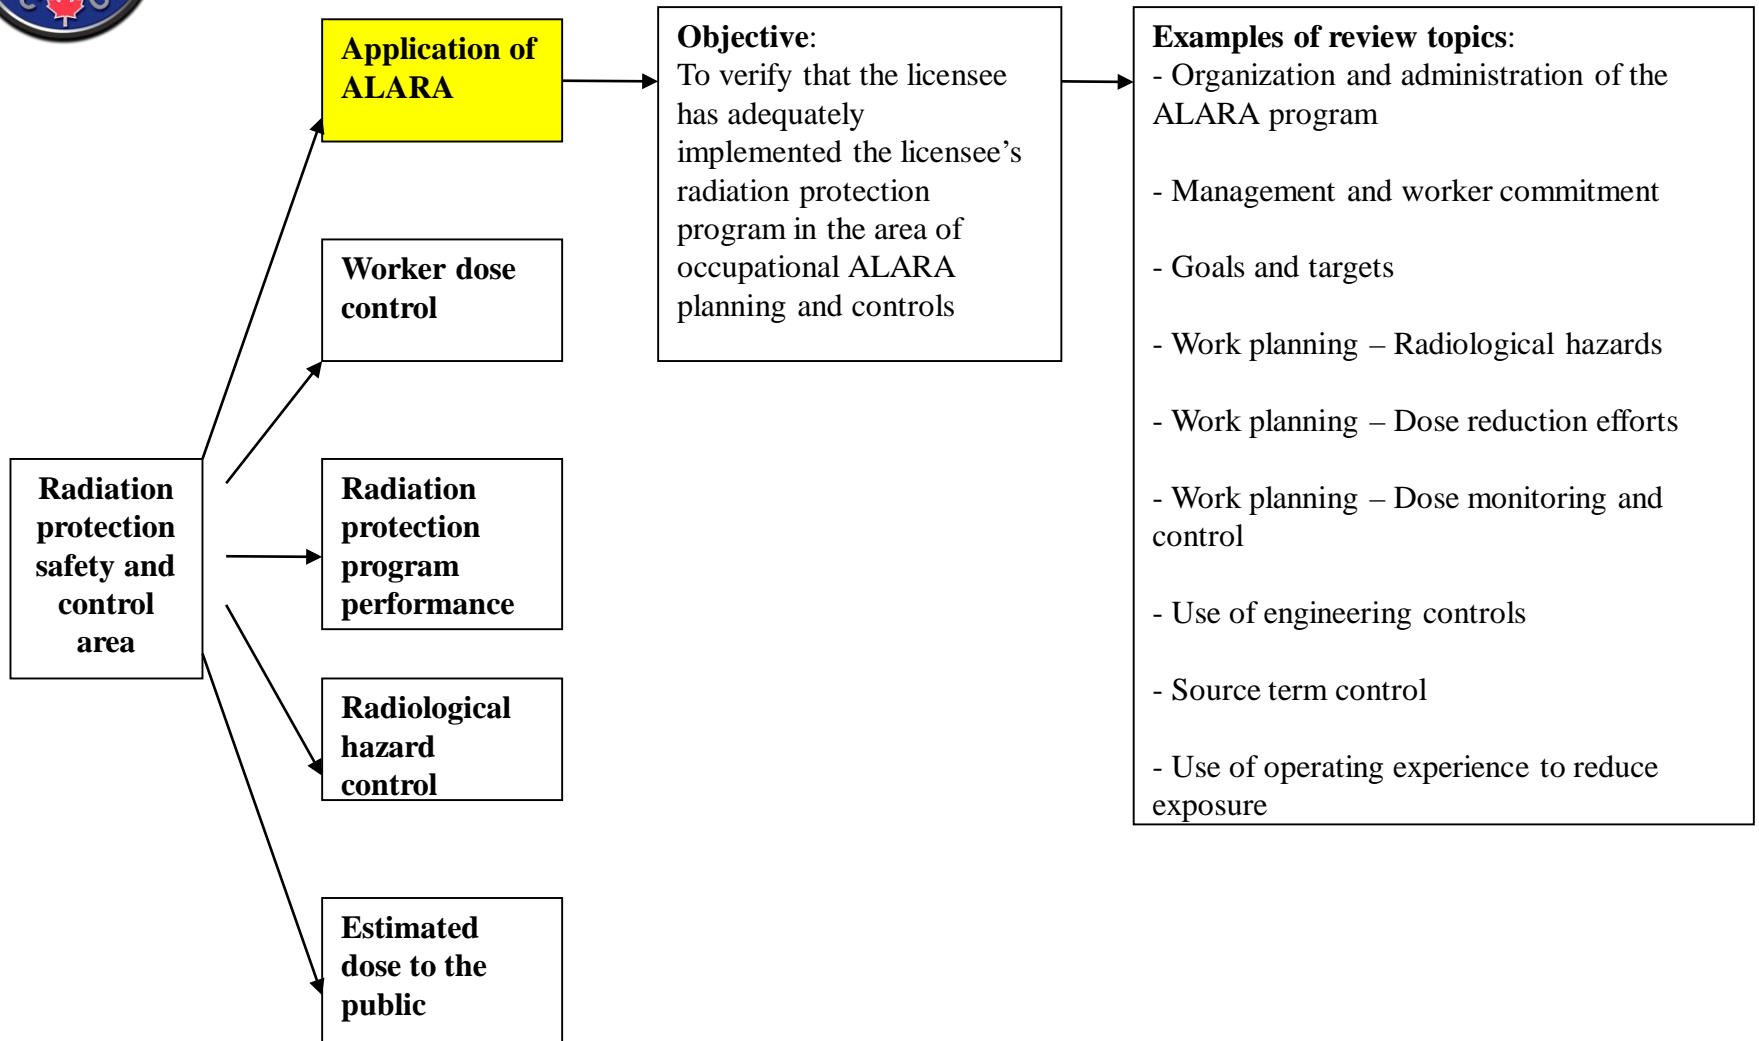 Application of
ALARA
Objective:
To verify that the licensee
has adequately
implemented the licensee’s
radiation protection
program in the area of
occupational ALARA
planning and controls
Examples of review topics:
- Organization and administration of the
ALARA program
- Management and worker commitment
- Goals and targets
- Work planning – Radiological hazards
- Work planning – Dose reduction efforts
- Work planning – Dose monitoring and
control
- Use of engineering controls
- Source term control
- Use of operating experience to reduce
exposure
Worker dose
control
Radiation
protection
safety and
control
area
Radiation
protection
program
performance
Radiological
hazard
control
Estimated
dose to the
public